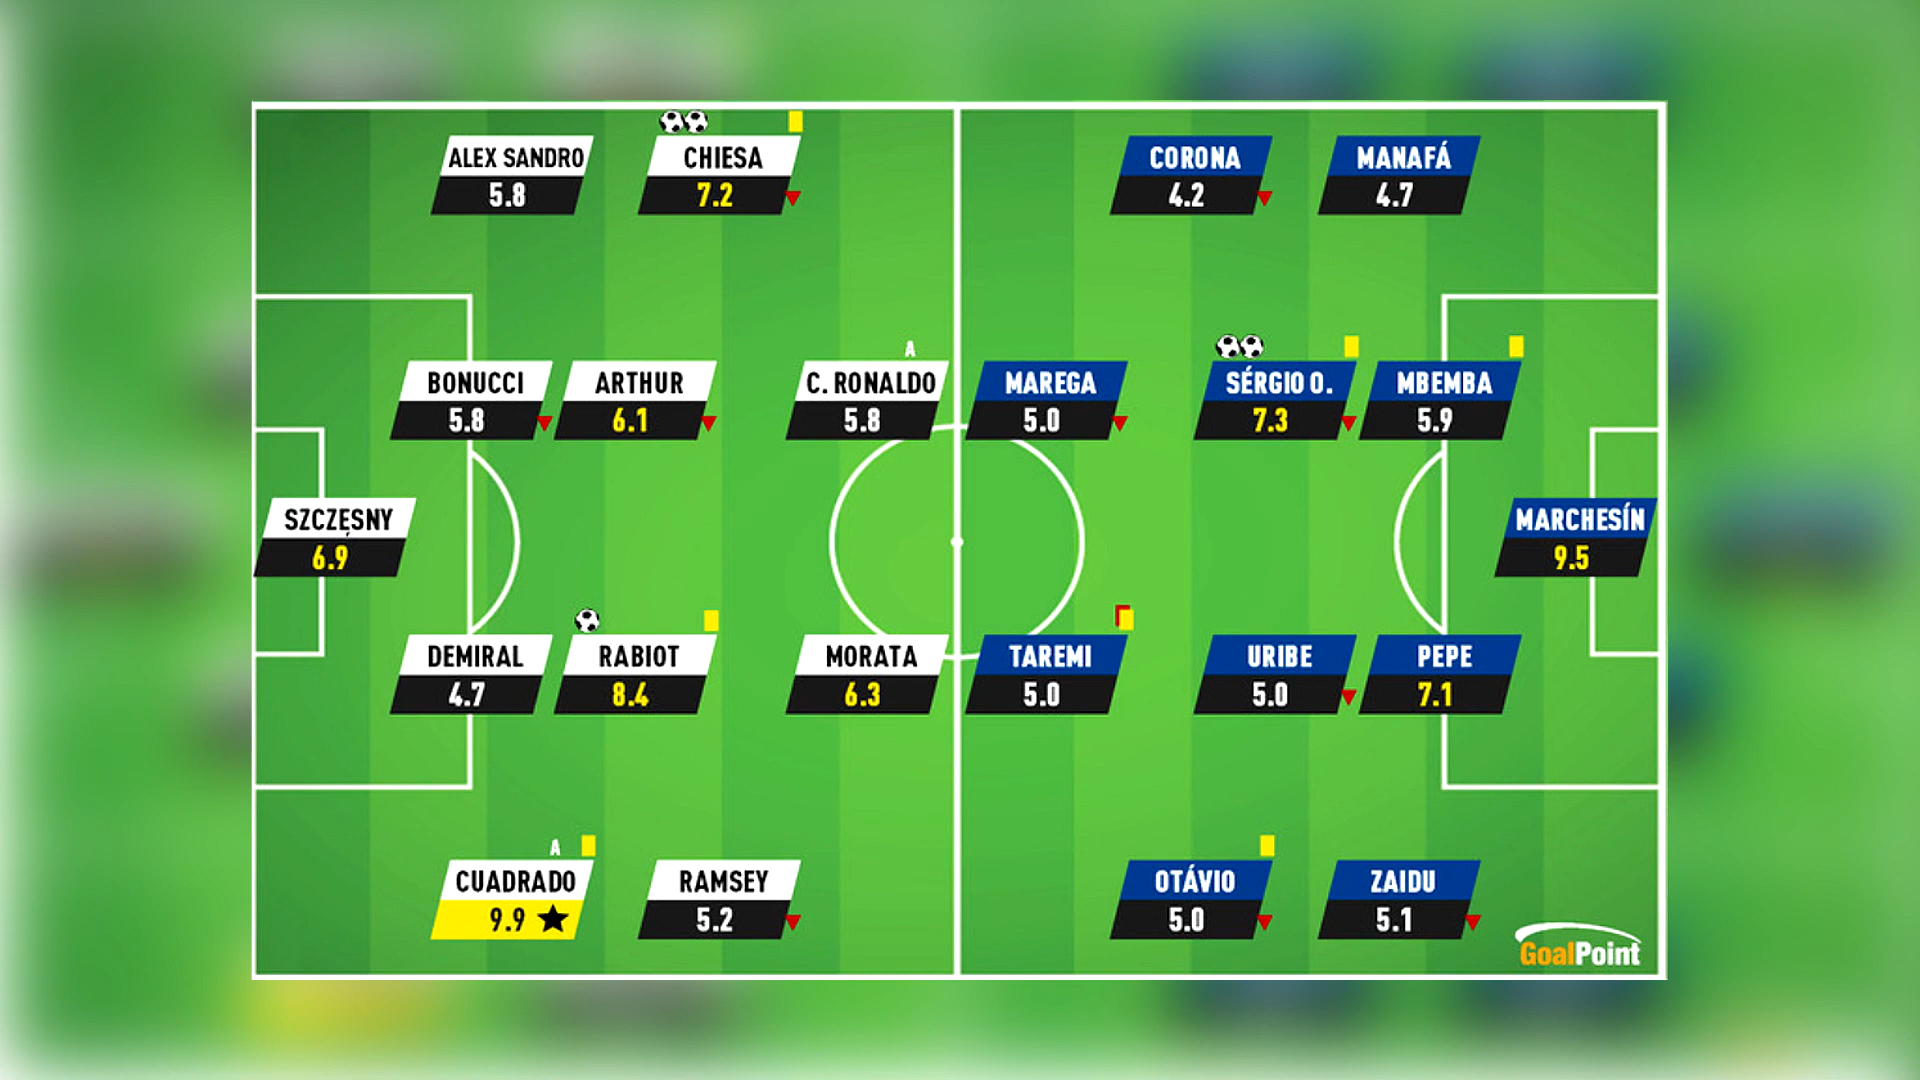 ALEX SANDRO
5.8
CHIESA
7.2
CORONA
4.2
MANAFÁ
4.7
A
BONUCCI
5.8
ARTHUR
6.1
C. RONALDO
5.8
MAREGA
5.0
SÉRGIO O.
7.3
MBEMBA
5.9
SZCZĘSNY
6.9
MARCHESÍN
9.5
DEMIRAL
4.7
RABIOT
8.4
MORATA
6.3
TAREMI
5.0
URIBE
5.0
PEPE
7.1
A
CUADRADO
9.9
RAMSEY
5.2
OTÁVIO
5.0
ZAIDU
5.1
GoalPoint